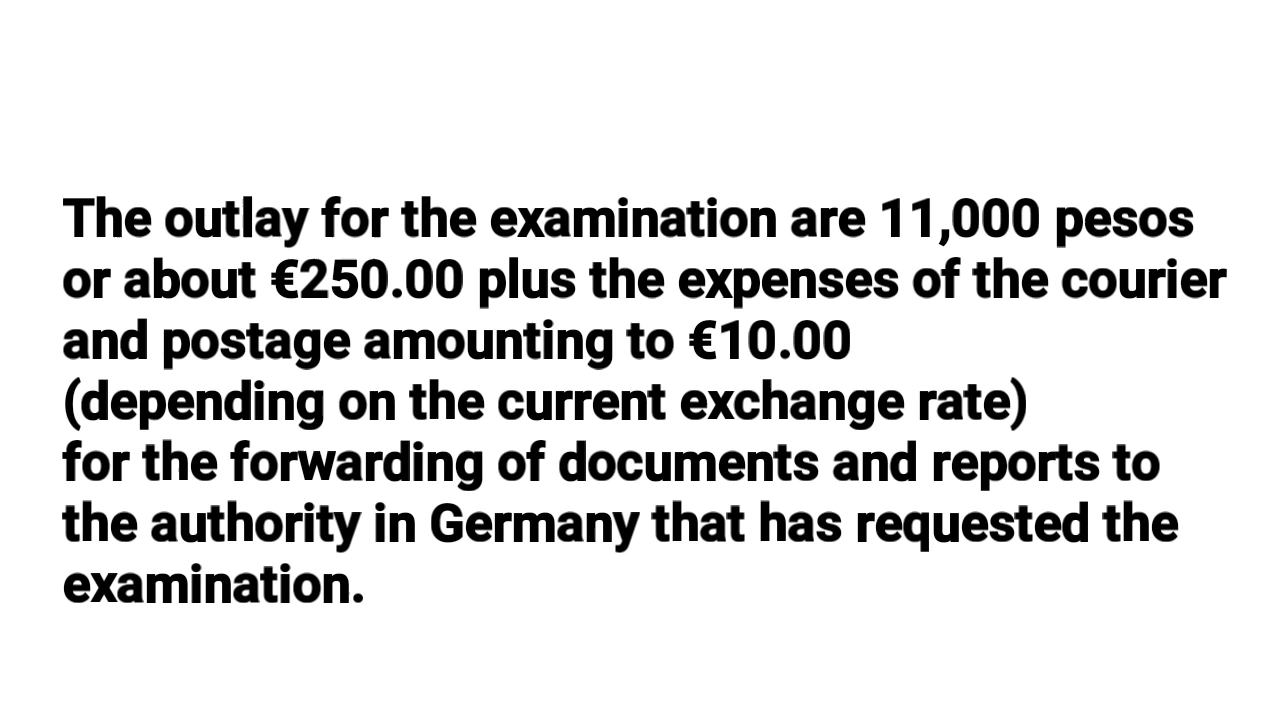 The outlay for the examination are 11,000 pesos
or about €250.00 plus the expenses of the courier
and postage amounting to €10.00
(depending on the current exchange rate)
for the forwarding of documents and reports to
the authority in Germany that has requested the
examination.